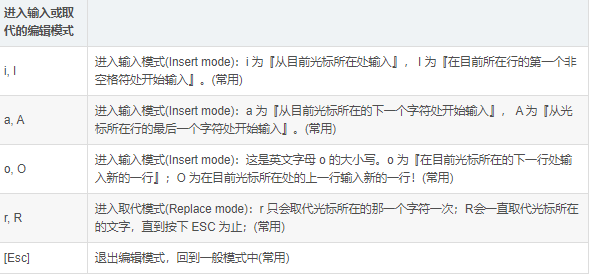 进入输入或取
代的编辑模式
i, I
进入输入模式(Insert mode)：i 为『从目前光标所在处输入』， I 为『在目前所在行的第一个非
空格符处开始输入』。(常用)
a, A
进入输入模式(Insert mode)：a 为『从目前光标所在的下一个字符处开始输入』， A 为『从光
标所在行的最后一个字符处开始输入』。(常用)
o, O
进入输入模式(Insert mode)：这是英文字母 o 的大小写。o 为『在目前光标所在的下一行处输
入新的一行』；O 为在目前光标所在处的上一行输入新的一行！(常用)
r, R
进入取代模式(Replace mode)：r 只会取代光标所在的那一个字符一次；R会一直取代光标所在
的文字，直到按下 ESC 为止；(常用)
[Esc]
退出编辑模式，回到一般模式中(常用)